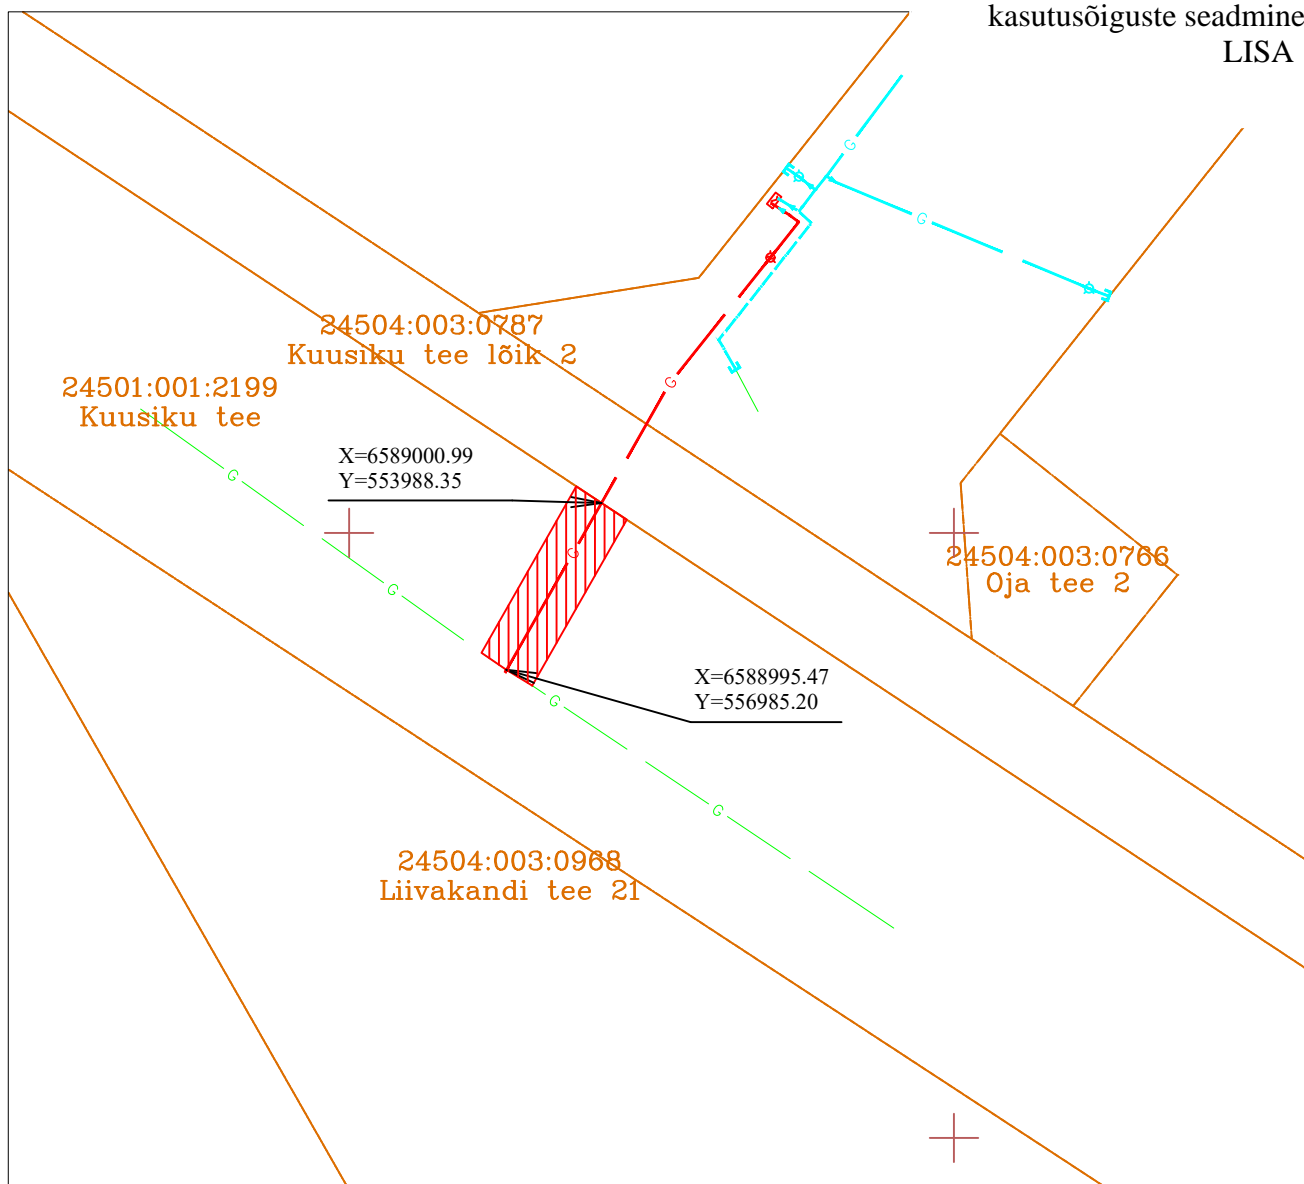 kasutusõiguste seadmine
LISA
24504:003:0787
Kuusiku tee lõik 2
24501:001:2199
Kuusiku tee
X=6589000.99
Y=553988.35
24504:003:0766
Oja tee 2
X=6588995.47
Y=556985.20
24504:003:0968
Liivakandi tee 21
G
G
G
G
G
G
G
G